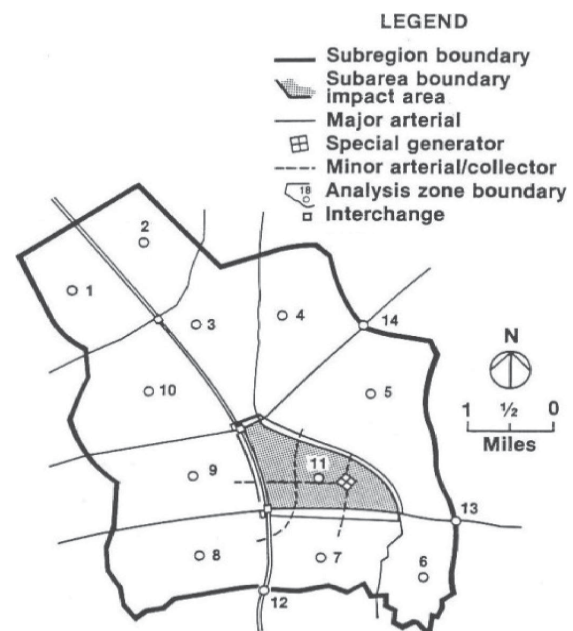 LEGEND
Subregion boundary
Subarea boundary
impact area
Major arterial
Special generator
Minor arterial/collector
18
Analysis zone boundary
Interchange
2
1
3
4
14
N
10
5
1 ½ 0
Miles
11
9
13
8
7
6
12